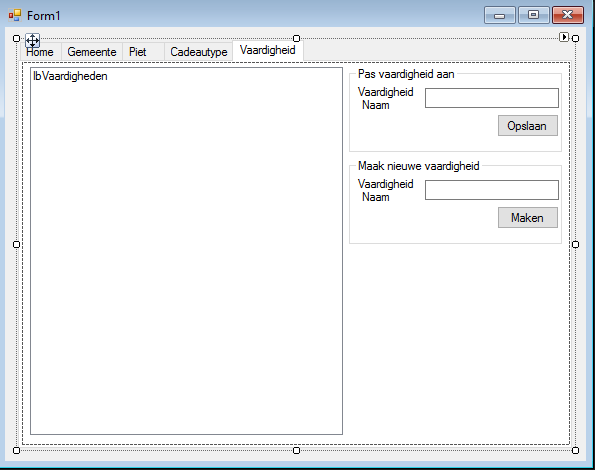 Form1
Home Gemeente Piet Cadeautype Vaardigheid
lbVaardigheden
Pas vaardigheid aan
Vaardigheid
Naam
Opslaan
Maak nieuwe vaardigheid
Vaardigheid
Naam
Maken